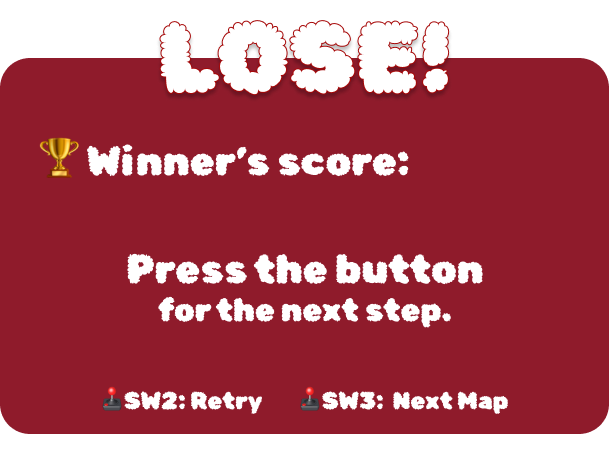 LOSE!
Winner's score:
Press the button
for the next step.
SW2: Retry SW3: Next Map